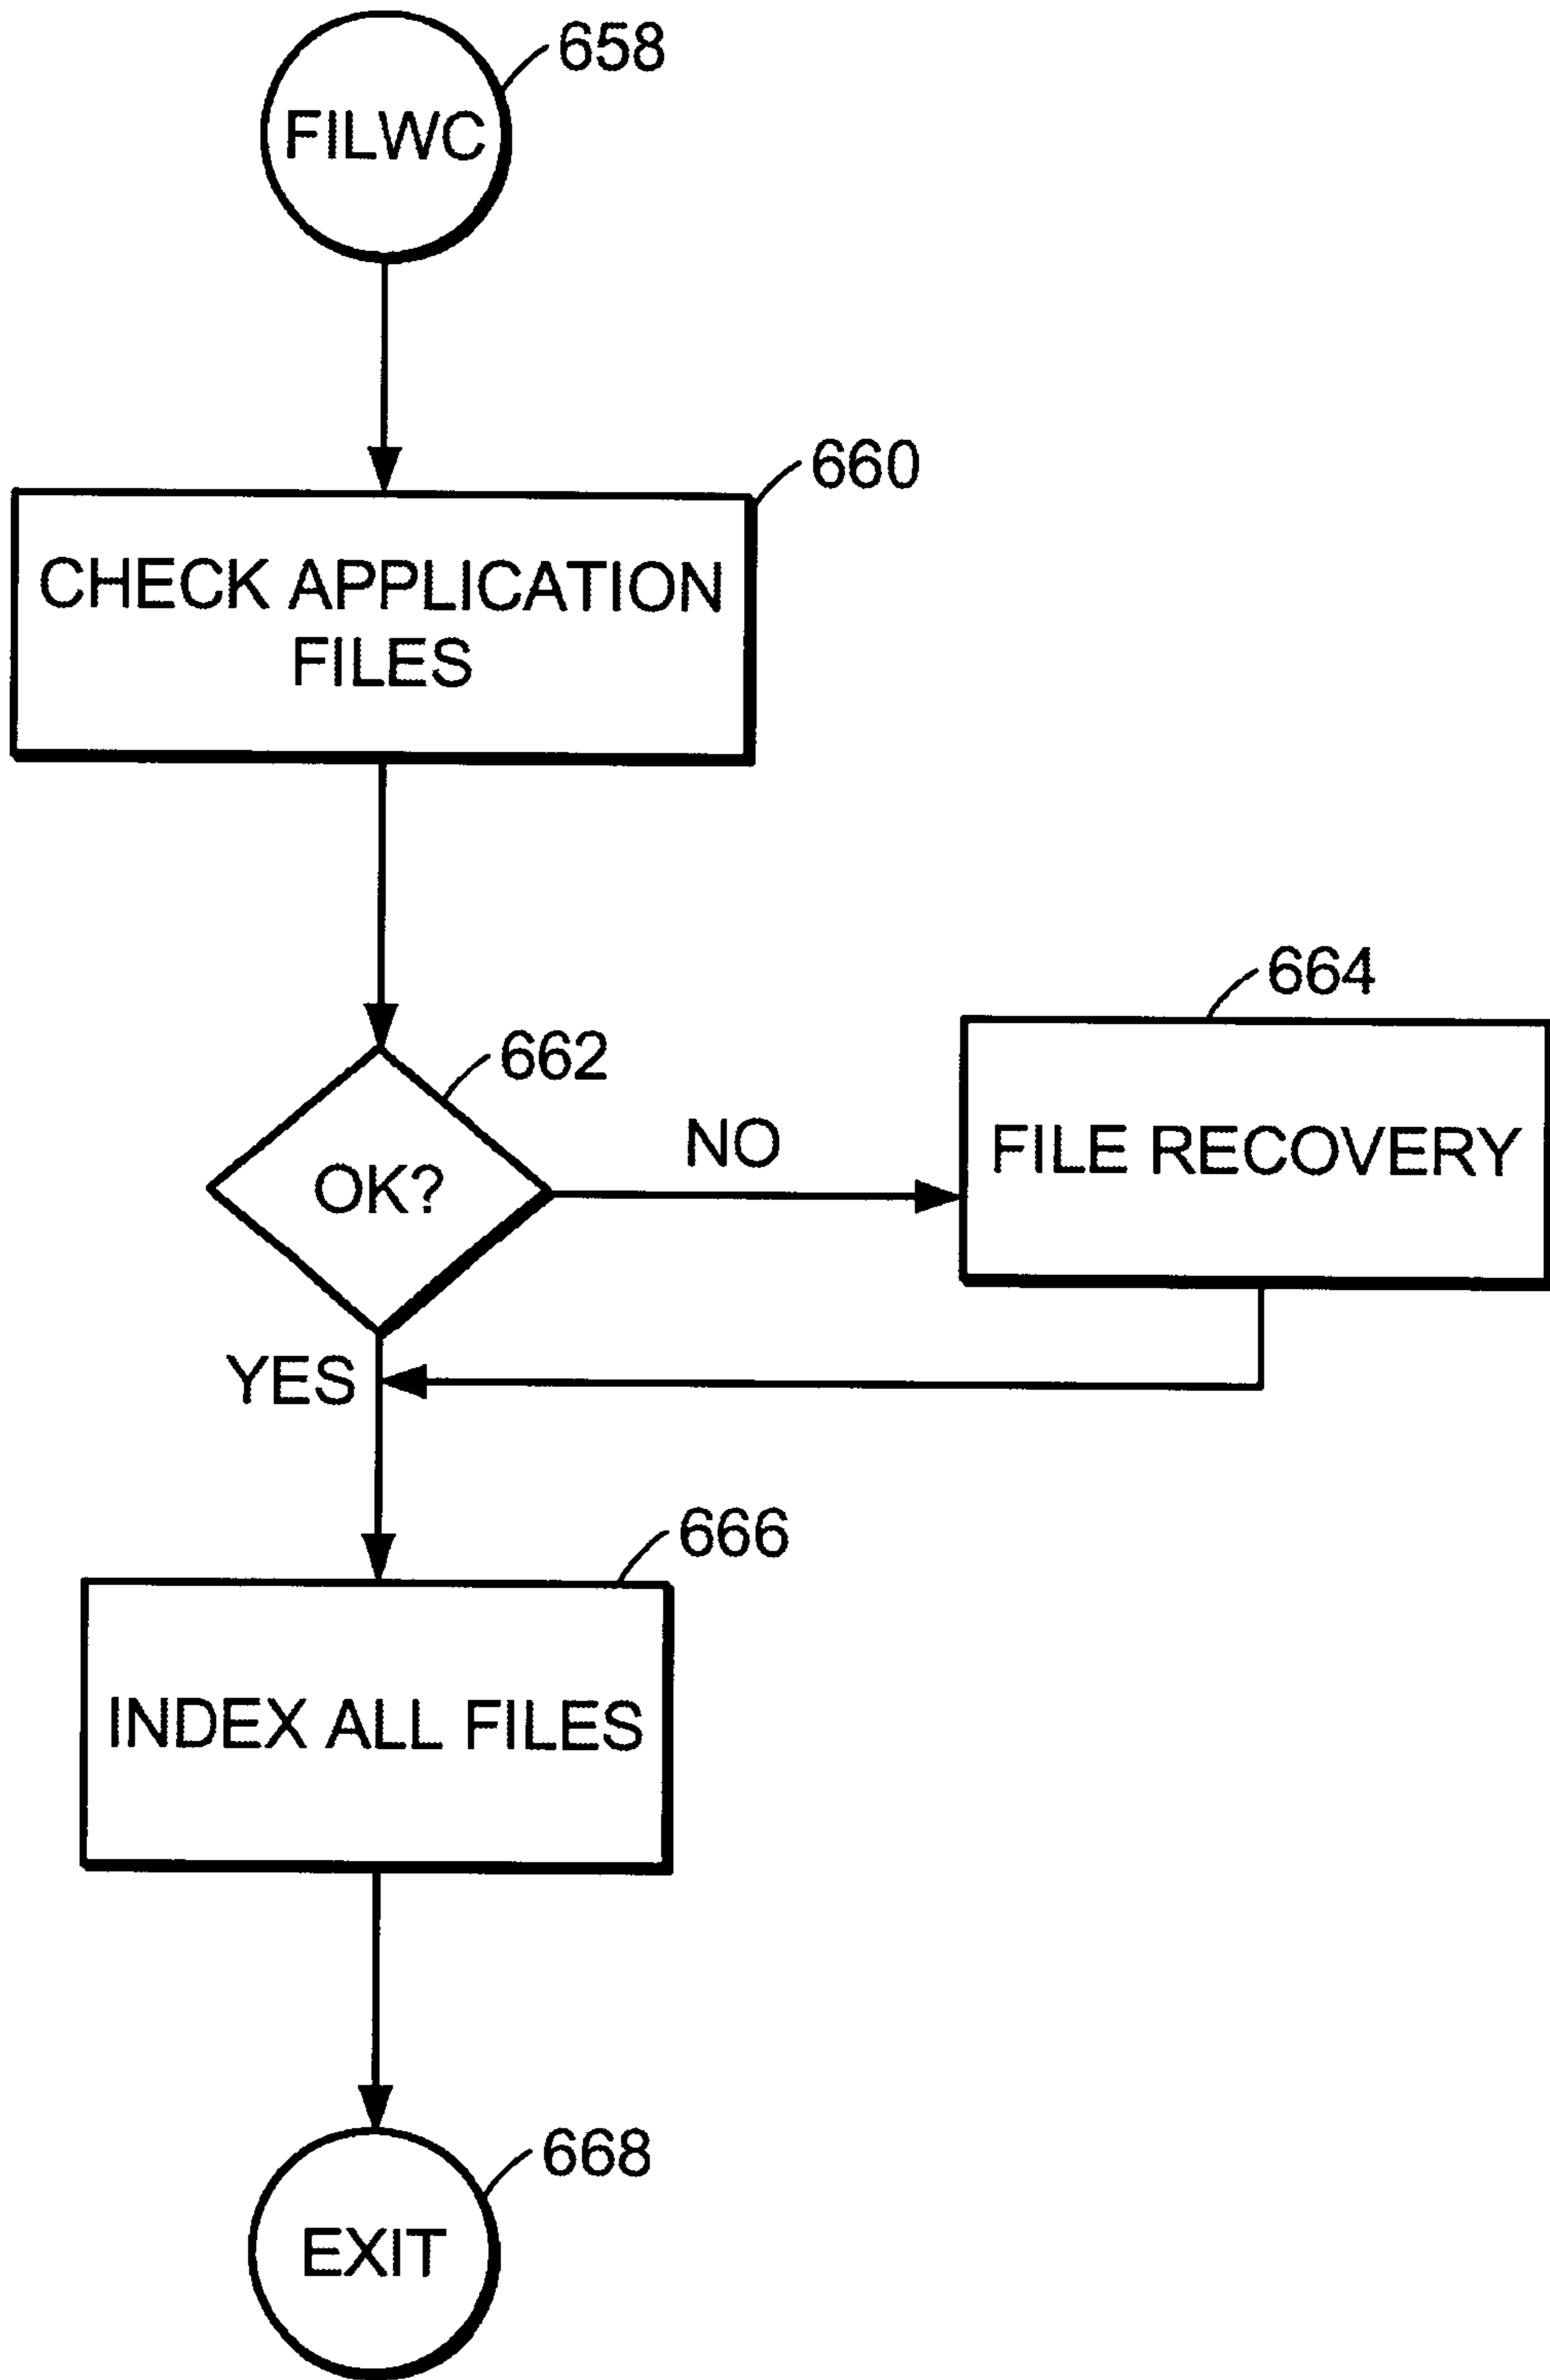 658
FILWC
660
CHECK APPLICATION
FILES
664
662
NO
FILE RECOVERY
OK?
YES
666
INDEX ALL FILES
668
EXIT